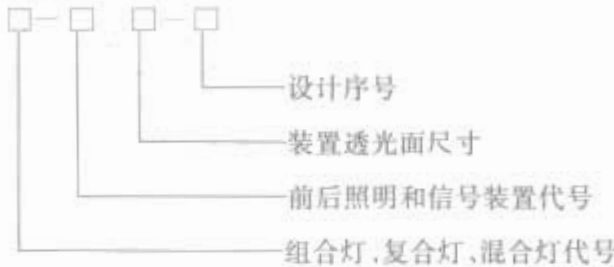 □—□ □—□
设计序号
装置透光面尺寸
前后照明和信号装置代号
组合灯、复合灯、混合灯代号